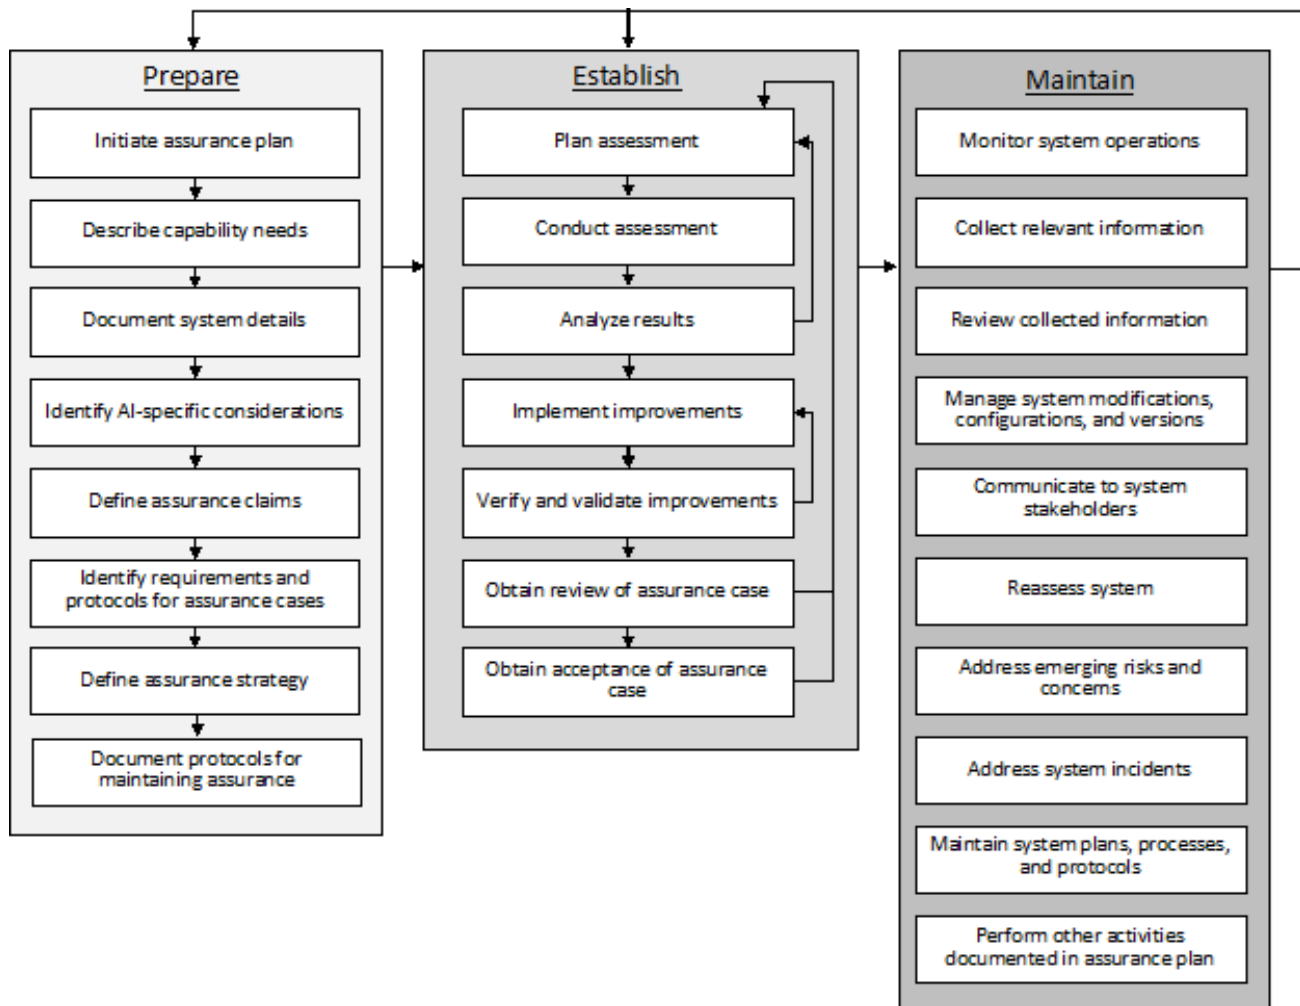 Prepare
Initiate assurance plan
Describe capability needs
Document system details
Identify AI-specific considerations
Define assurance claims
Identify requirements and
protocols for assurance cases
Define assurance strategy
Document protocols for
maintaining assurance
Establish
Plan assessment
Conduct assessment
Analyze results
Implement improvements
Verify and validate improvements
Obtain review of assurance case
Obtain acceptance of assurance
case
Maintain
Monitor system operations
Collect relevant information
Review collected information
Manage system modifications,
configurations, and versions
Communicate to system
stakeholders
Reassess system
Address emerging risks and
concerns
Address system incidents
Maintain system plans, processes,
and protocols
Perform other activities
documented in assurance plan